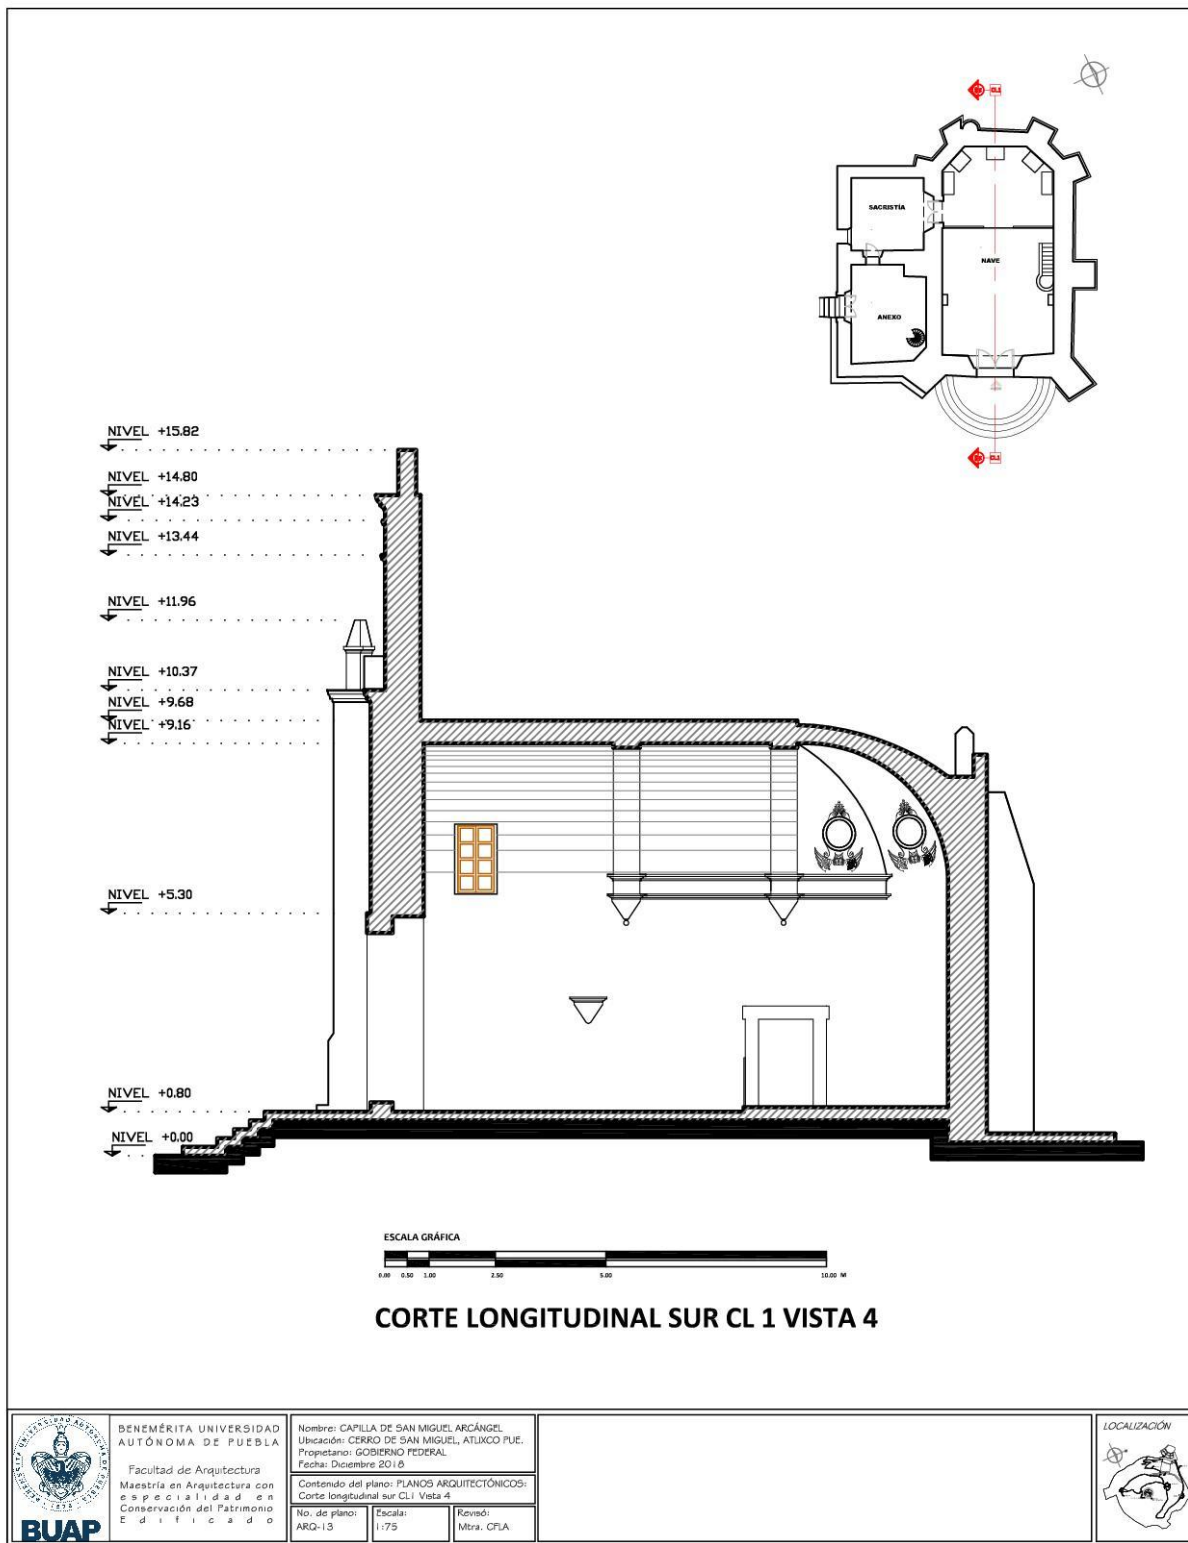 CL1
SACRISTÍA
NAVE
ANEXO
CL1
NIVEL +15.82
NIVEL +14.80
NIVEL +14.23
NIVEL +13.44
NIVEL +11.96
NIVEL +10.37
NIVEL +9.68
NIVEL +9.16
NIVEL +5.30
NIVEL +0.80
NIVEL +0.00
ESCALA GRÁFICA
0.00 0.50 1.00 2.50 5.00 10.00 M
CORTE LONGITUDINAL SUR CL 1 VISTA 4
BUAP
BENEMÉRITA UNIVERSIDAD
AUTÓNOMA DE PUEBLA
Facultad de Arquitectura
Maestría en Arquitectura con
especialidad en
Conservación del Patrimonio
Edificado
Nombre: CAPILLA DE SAN MIGUEL ARCÁNGEL
Ubicación: CERRO DE SAN MIGUEL, ATLIXCO PUE.
Propietario: GOBIERNO FEDERAL
Fecha: Diciembre 2018
Contenido del plano: PLANOS ARQUITECTÓNICOS:
Corte longitudinal sur CL1 Vista 4
No. de plano:
ARQ-13
Escala:
1:75
Revisó:
Mtra. CFLA
LOCALIZACIÓN